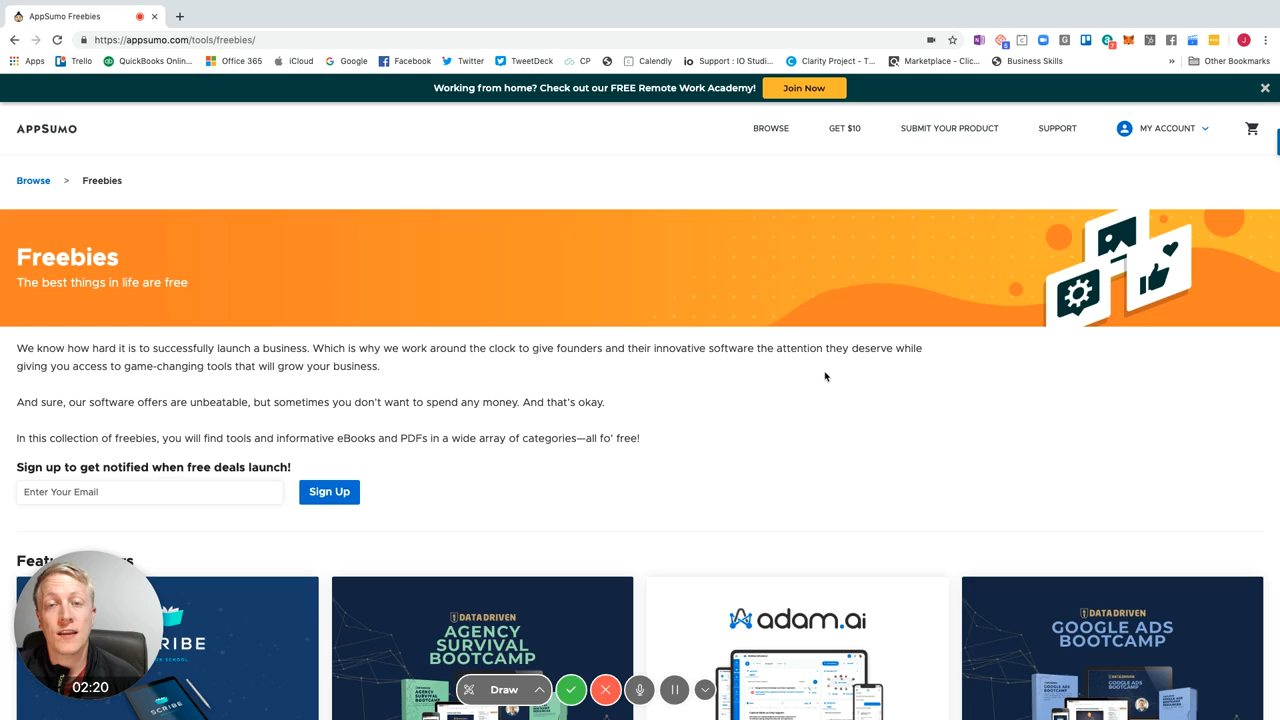 AppSumo Freebies
https://appsumo.com/tools/freebies/
Apps
Trello
QuickBooks Onlin...
Office 365
iCloud
Google
Facebook
Twitter
TweetDeck
CP
Calendly
io
Support : IO Studi...
Clarity Project - T...
Marketplace - Clic...
Business Skills
»
Other Bookmarks
Working from home? Check out our FREE Remote Work Academy!
Join Now
APPSUMO
BROWSE
GET $10
SUBMIT YOUR PRODUCT
SUPPORT
MY ACCOUNT
Browse > Freebies
Freebies
The best things in life are free
We know how hard it is to successfully launch a business. Which is why we work around the clock to give founders and their innovative software the attention they deserve while
giving you access to game-changing tools that will grow your business.
And sure, our software offers are unbeatable, but sometimes you don't want to spend any money. And that's okay.
In this collection of freebies, you will find tools and informative eBooks and PDFs in a wide array of categories—all fo' free!
Sign up to get notified when free deals launch!
Enter Your Email
Sign Up
DATA DRIVEN
AGENCY
SURVIVAL
BOOTCAMP
adam.ai
DATA DRIVEN
GOOGLE ADS
BOOTCAMP
02:20
Draw